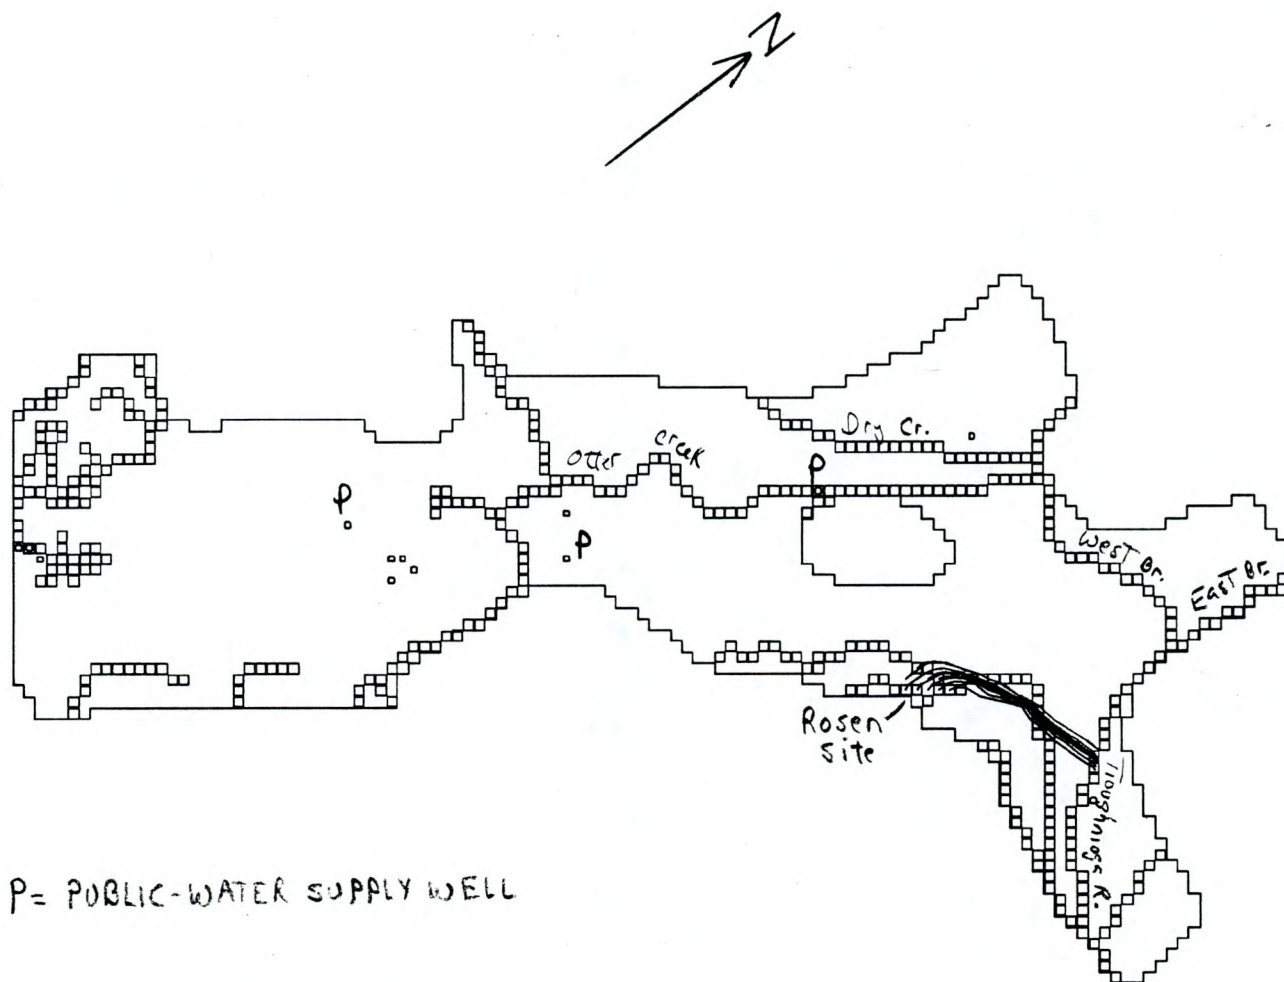 N
Dry Cr.
Otter Creek
P
P
P
West Br.
East Br.
Rosen
Site
Tioughnioga R.
P= PUBLIC-WATER SUPPLY WELL